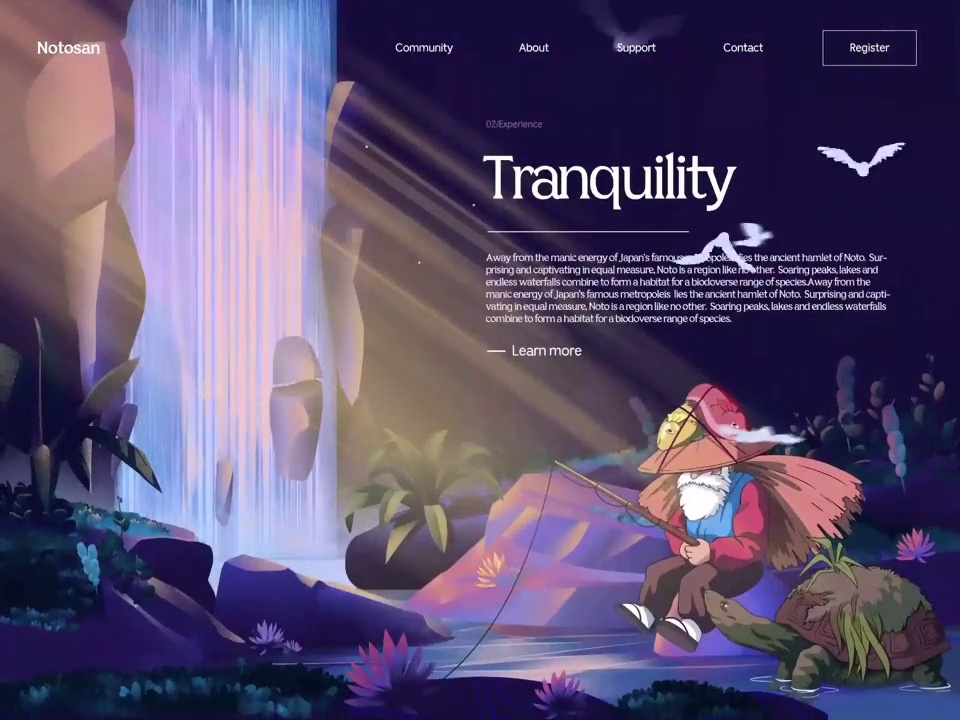 Notosan
Community
About
Support
Contact
Register
02/Experience
Tranquility
Away from the manic energy of Japan's famous lies the ancient hamlet of Noto. Sur-
prising and captivating in equal measure, Noto is a region like no other. Soaring peaks, lakes and
endless waterfalls combine to form a habitat for a biodoverse range of species.Away from the
manic energy of Japan's famous metropoleis lies the ancient hamlet of Noto. Surprising and capti-
vating in equal measure, Noto is a region like no other. Soaring peaks, lakes and endless waterfalls
combine to form a habitat for a biodoverse range of species.
Learn more